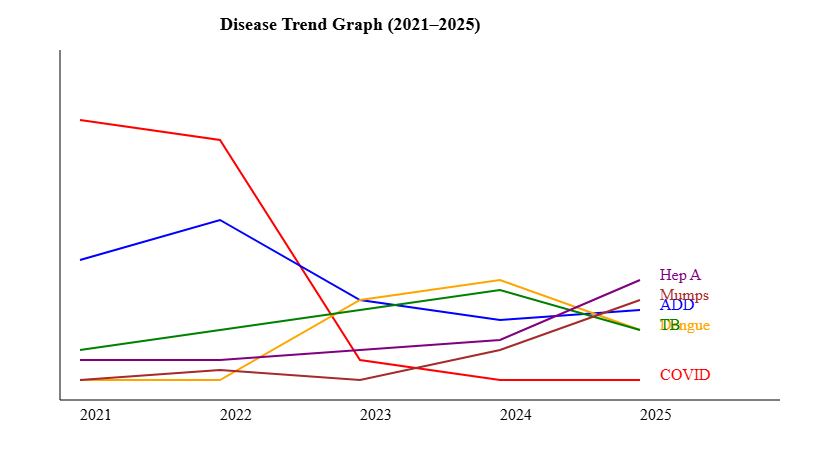 Disease Trend Graph (2021–2025)
Hep A
Mumps
ADD
TB
Dengue
COVID
2021 2022 2023 2024 2025